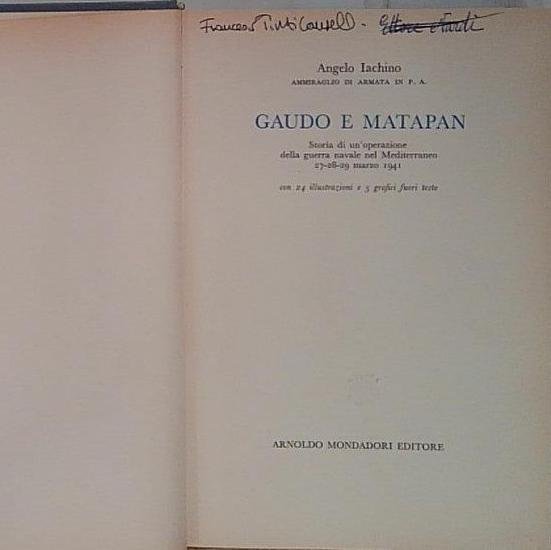 Angelo Iachino
AMMIRAGLIO DI ARMATA IN P. A.
GAUDO E MATAPAN
Storia di un'operazione
della guerra navale nel Mediterraneo
27-28-29 marzo 1941
con 24 illustrazioni e 5 grafici fuori testo
ARNOLDO MONDADORI EDITORE